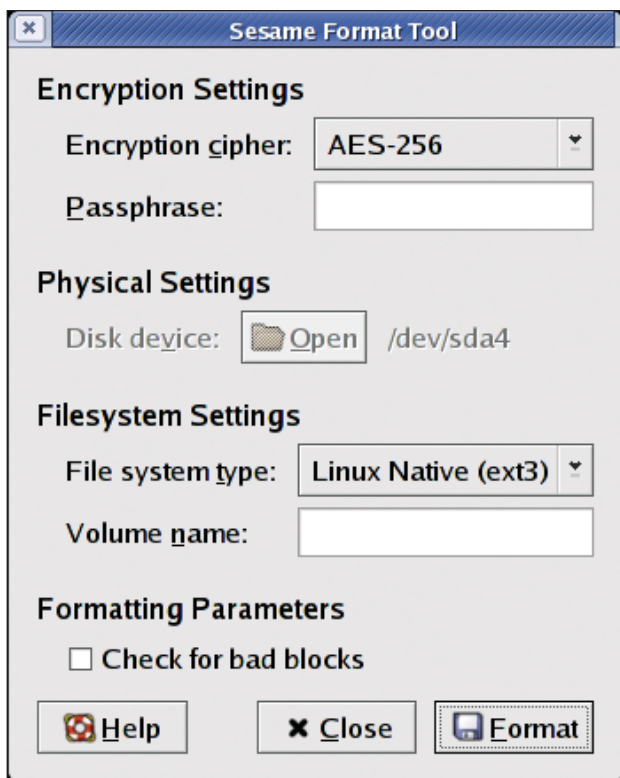 Sesame Format Tool
Encryption Settings
Encryption cipher: AES-256
Passphrase:
Physical Settings
Disk device: Open /dev/sda4
Filesystem Settings
File system type: Linux Native (ext3)
Volume name:
Formatting Parameters
Check for bad blocks
Help Close Format